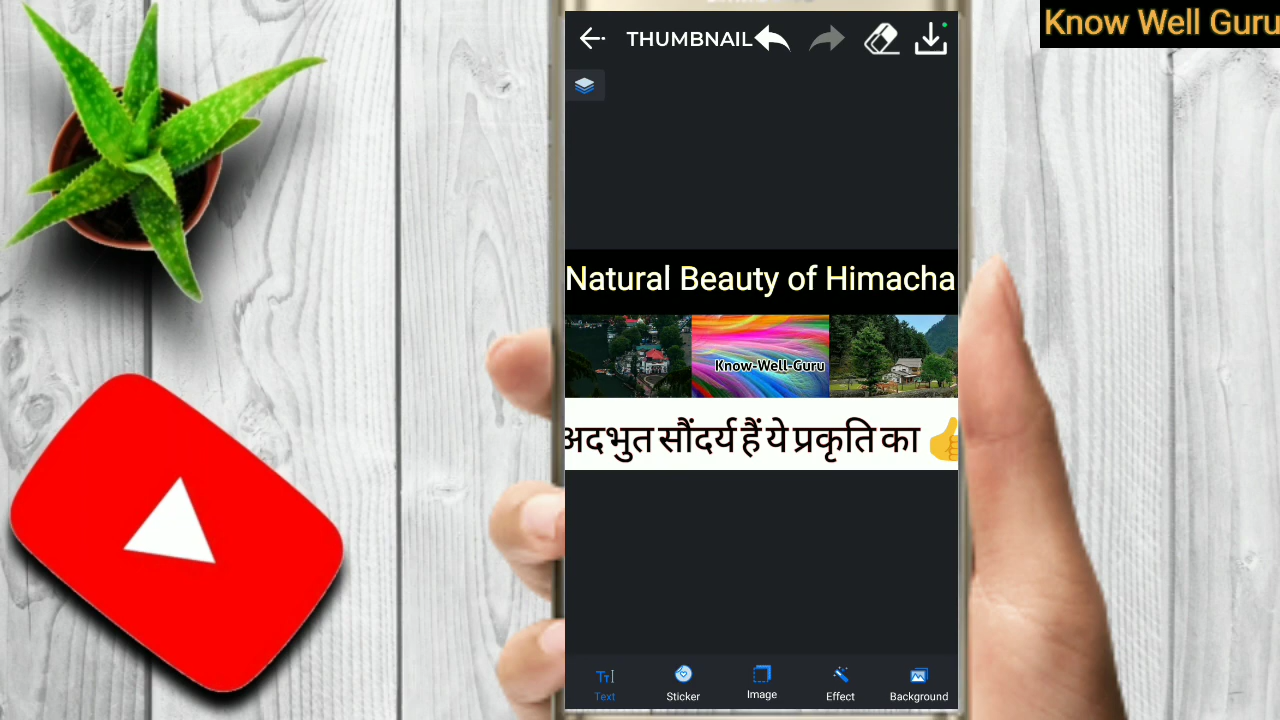 Know Well Guru
THUMBNAIL
Natural Beauty of Himacha
Know-Well-Guru
अदभुत सौंदर्य हैं ये प्रकृति का 👍
Text
Sticker
Image
Effect
Background